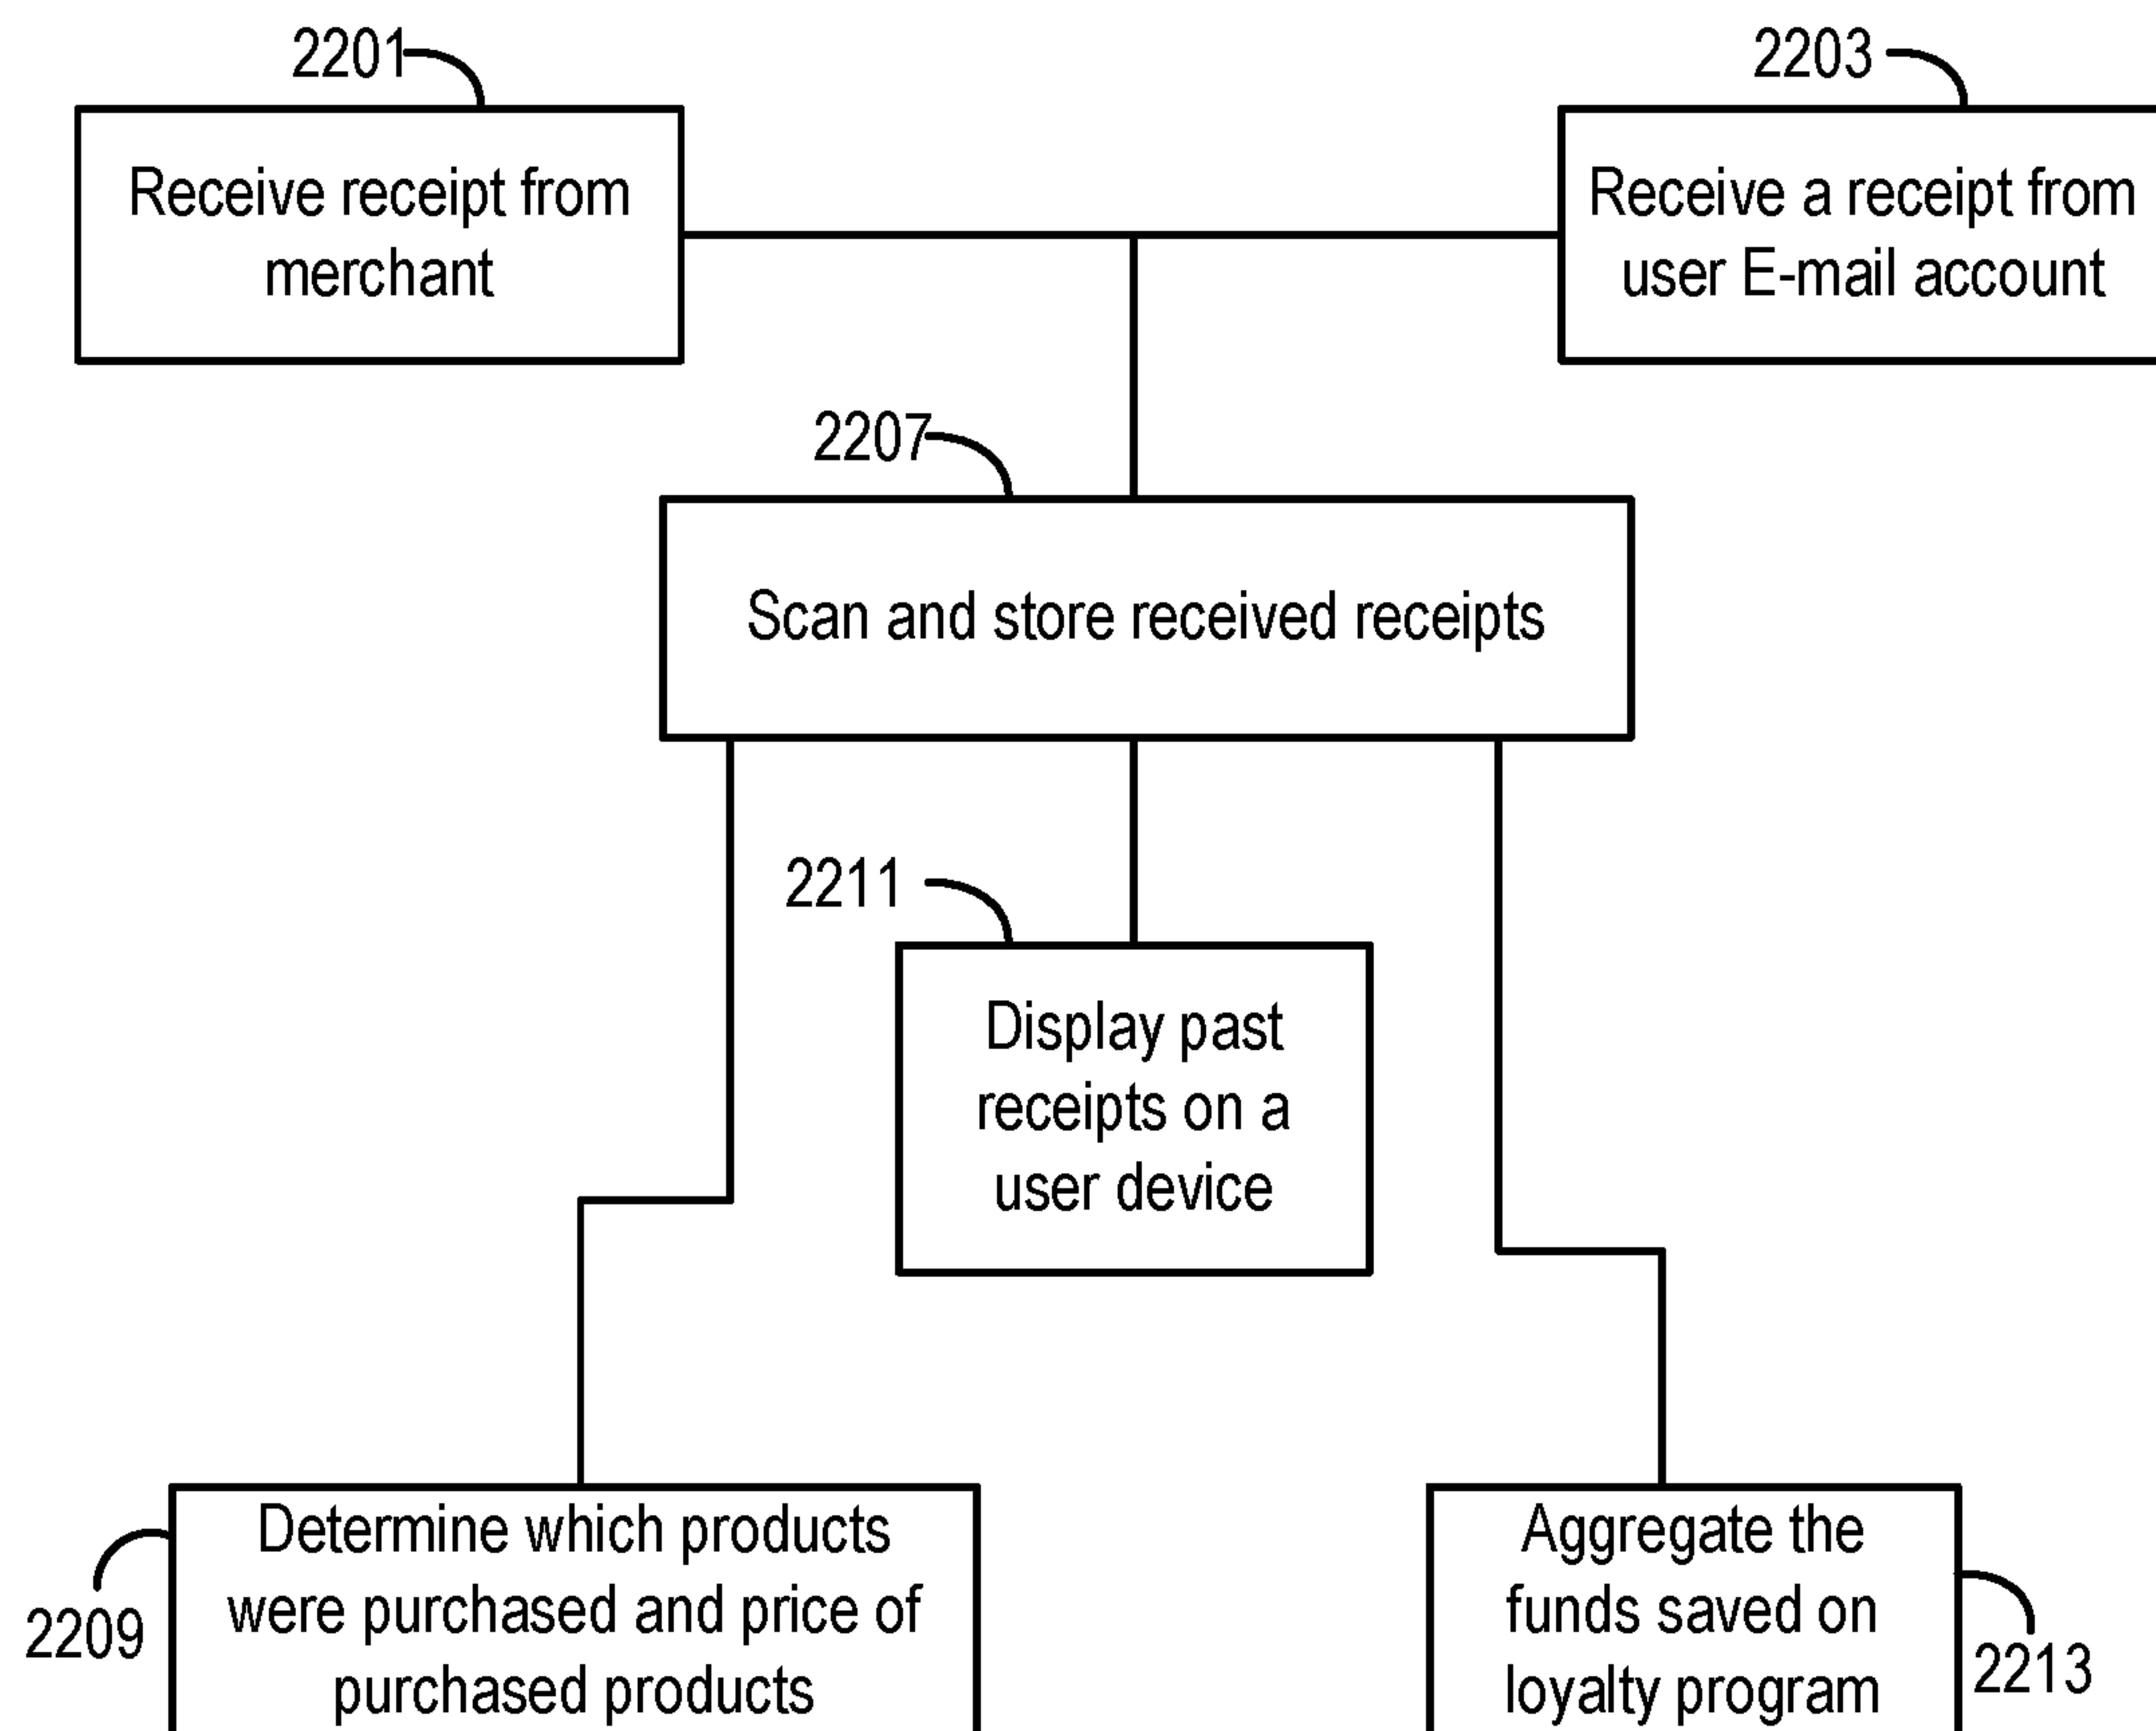 2201
2203
Receive receipt from
merchant
Receive a receipt from
user E-mail account
2207
Scan and store received receipts
2211
Display past
receipts on a
user device
Determine which products
were purchased and price of
purchased products
2209
Aggregate the
funds saved on
loyalty program
2213